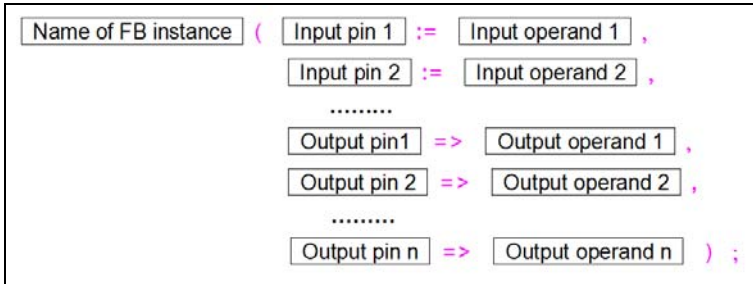 Name of FB instance ( Input pin 1 := Input operand 1 ,
Input pin 2 := Input operand 2 ,
.........
Output pin1 => Output operand 1 ,
Output pin 2 => Output operand 2 ,
.........
Output pin n => Output operand n ) ;